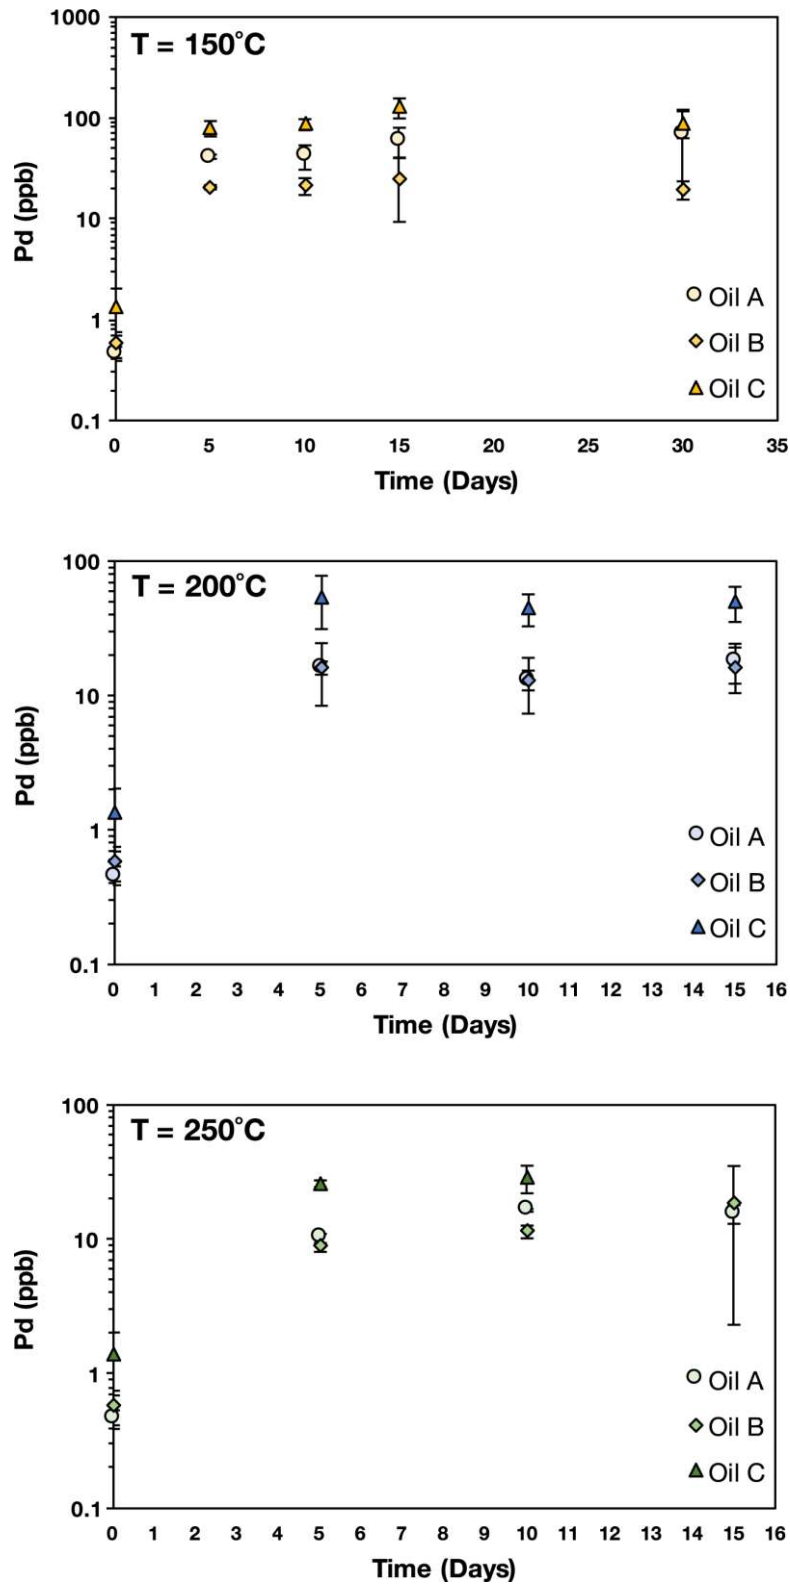 T = 150°C
1000
100
10
1
0.1
Pd (ppb)
Oil A
Oil B
Oil C
0 5 10 15 20 25 30 35
Time (Days)
T = 200°C
100
10
1
0.1
Pd (ppb)
Oil A
Oil B
Oil C
0 1 2 3 4 5 6 7 8 9 10 11 12 13 14 15 16
Time (Days)
T = 250°C
100
10
1
0.1
Pd (ppb)
Oil A
Oil B
Oil C
0 1 2 3 4 5 6 7 8 9 10 11 12 13 14 15 16
Time (Days)